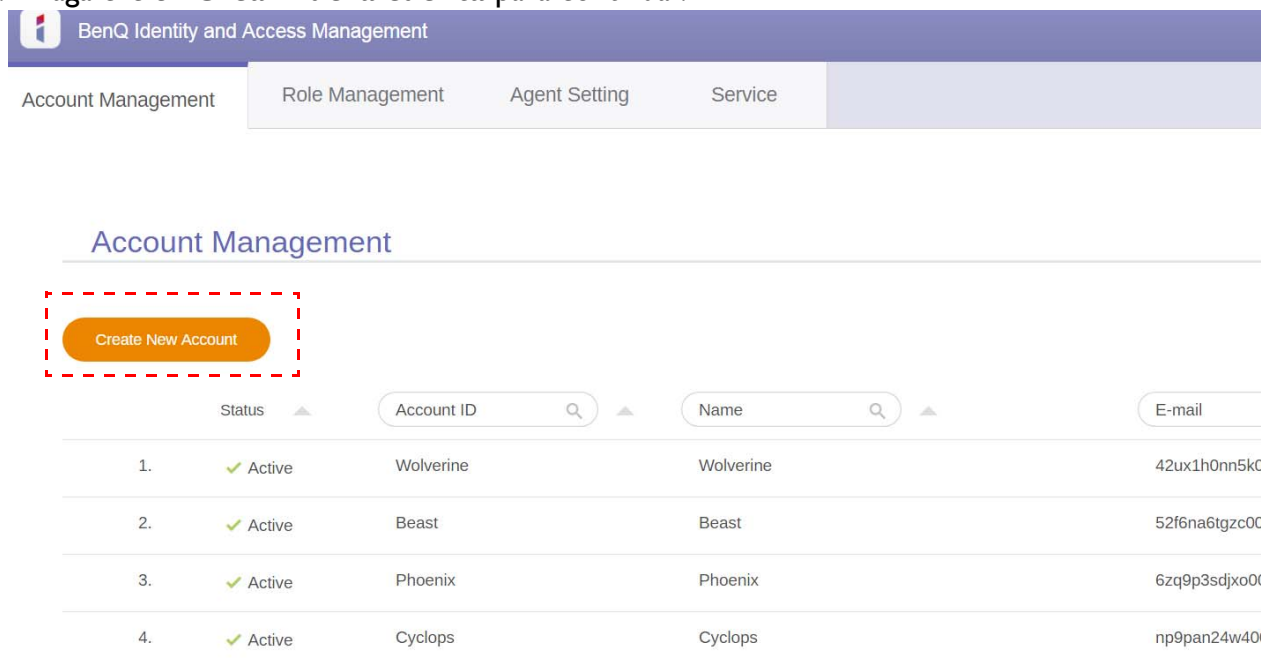 BenQ Identity and Access Management
Account Management Role Management Agent Setting Service
Account Management
Create New Account
Status Account ID Name E-mail
1. Active Wolverine Wolverine 42ux1h0nn5k0
2. Active Beast Beast 52f6na6tgzc00
3. Active Phoenix Phoenix 6zq9p3sdjxo00
4. Active Cyclops Cyclops np9pan24w400